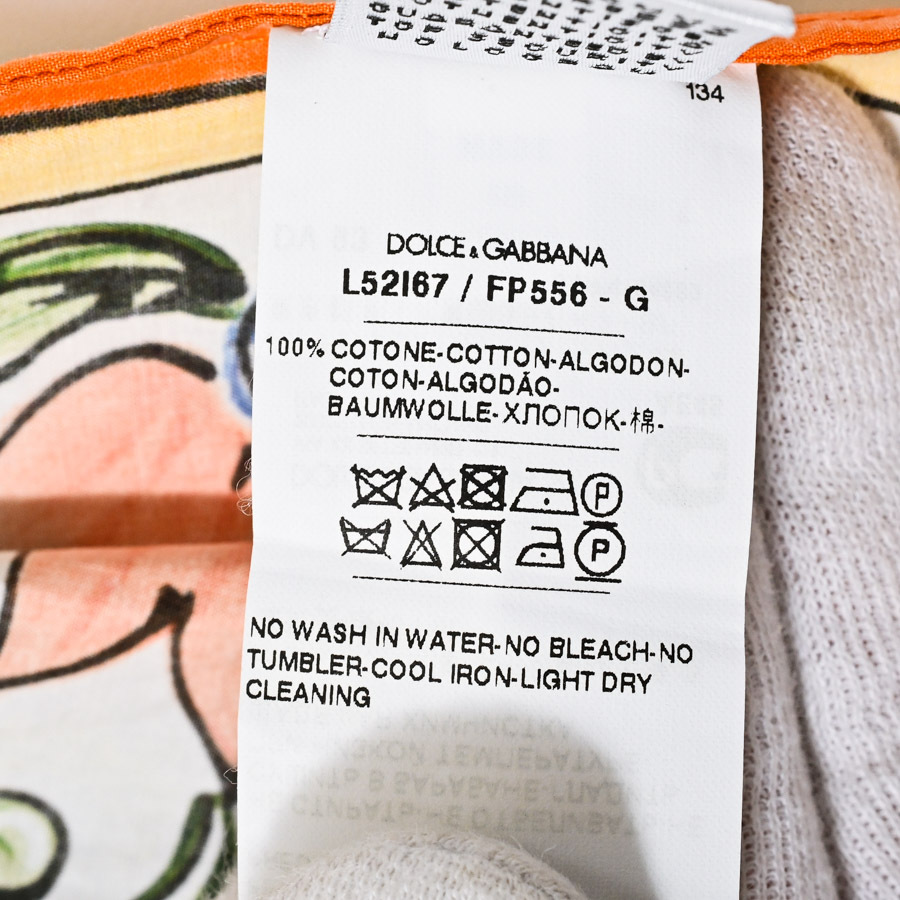 134
DOLCE & GABBANA
L52I67 / FP556 - G
100% COTONE-COTTON-ALGODON-
COTON-ALGODÃO-
BAUMWOLLE-ХЛОПОК-棉-
P
P
NO WASH IN WATER-NO BLEACH-NO
TUMBLER-COOL IRON-LIGHT DRY
CLEANING